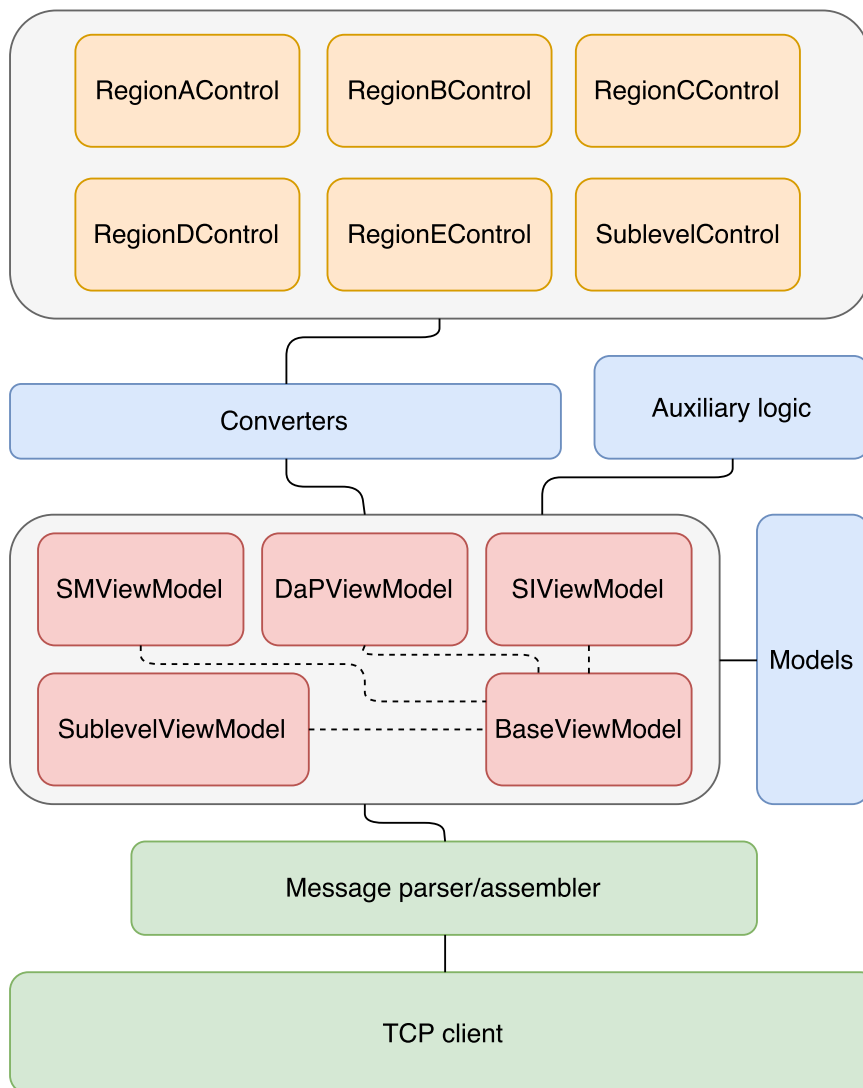 RegionAControl
RegionBControl
RegionCControl
RegionDControl
RegionEControl
SublevelControl
Converters
Auxiliary logic
SMViewModel
DaPViewModel
SIViewModel
Models
SublevelViewModel
BaseViewModel
Message parser/assembler
TCP client